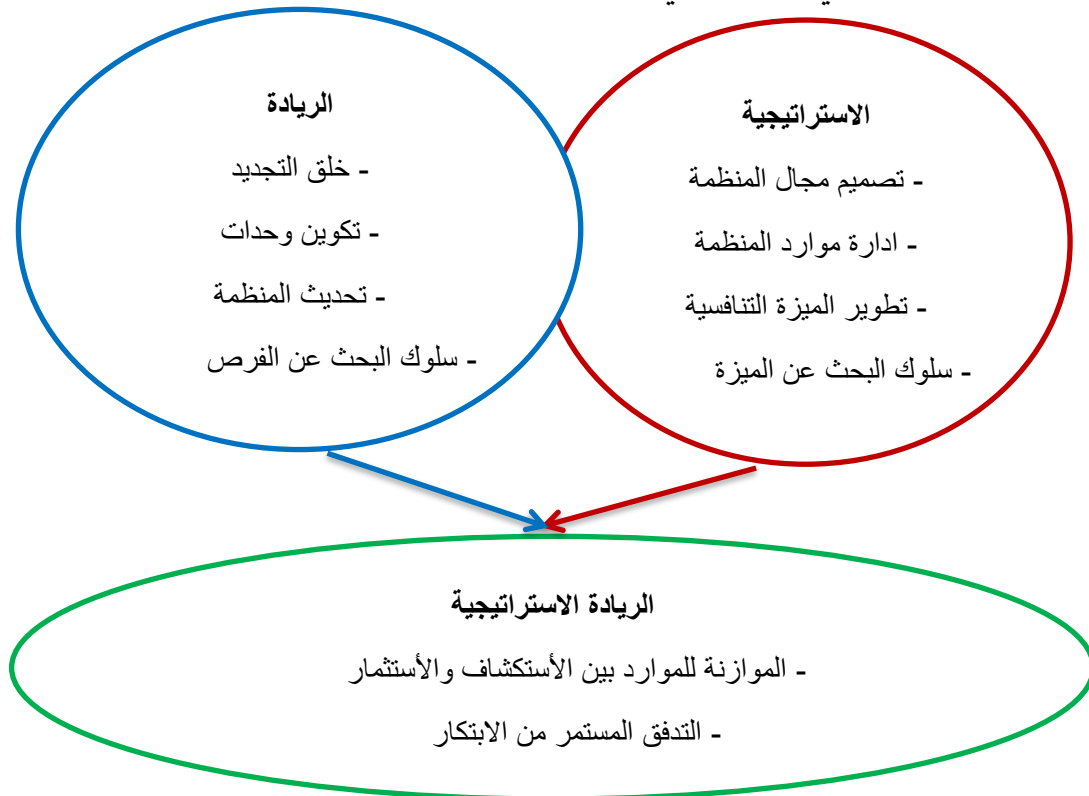 الاستراتيجية
- تصميم مجال المنظمة
- ادارة موارد المنظمة
- تطوير الميزة التنافسية
- سلوك البحث عن الميزة
الريادة
- خلق التجديد
- تكوين وحدات
- تحديث المنظمة
- سلوك البحث عن الفرص
الريادة الاستراتيجية
- الموازنة للموارد بين الأستكشاف والأستثمار
- التدفق المستمر من الابتكار